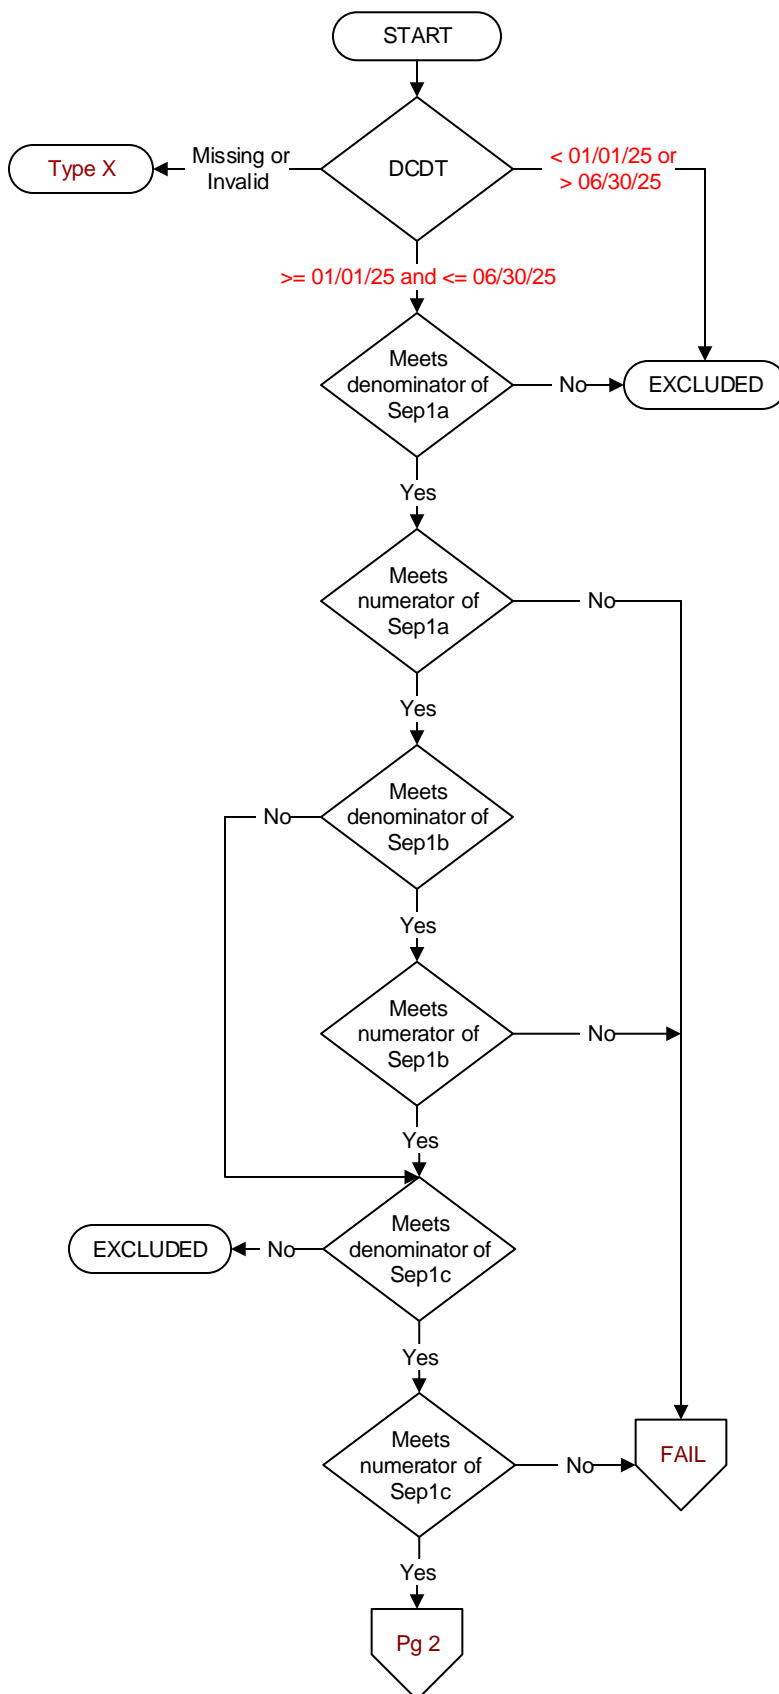 START
DCDT
Missing or
Invalid
Type X
< 01/01/25 or
> 06/30/25
>= 01/01/25 and <= 06/30/25
Meets
denominator of
Sep1a
No
EXCLUDED
Yes
Meets
numerator of
Sep1a
No
Yes
Meets
denominator of
Sep1b
No
Yes
Meets
numerator of
Sep1b
No
Yes
Meets
denominator of
Sep1c
No
EXCLUDED
Yes
Meets
numerator of
Sep1c
No
FAIL
Yes
Pg 2